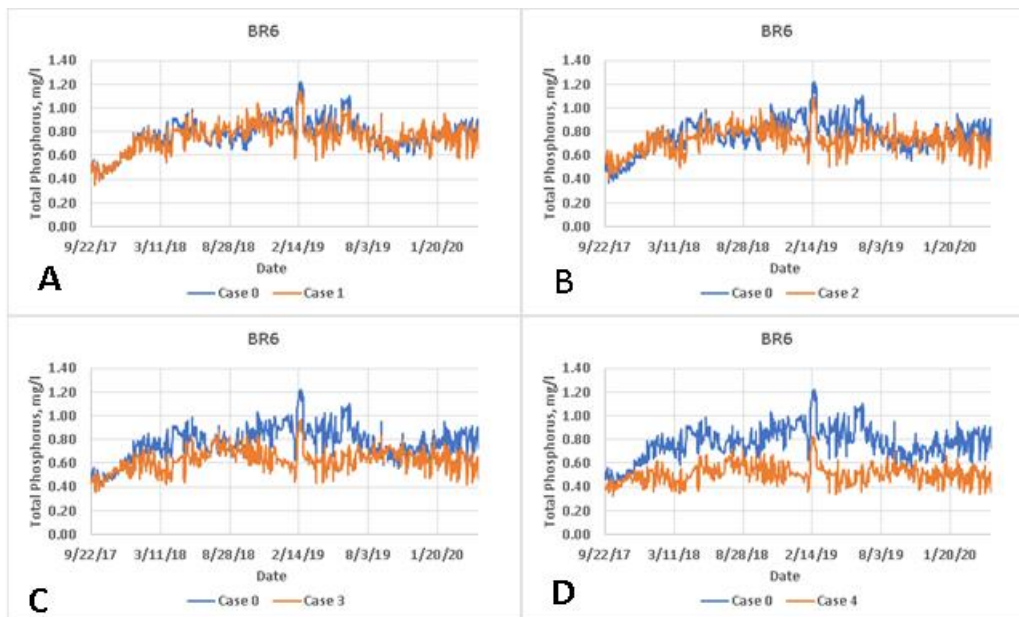 BR6
1.40
1.20
1.00
0.80
0.60
0.40
0.20
0.00
Total Phosphorus, mg/l
9/22/17 3/11/18 8/28/18 2/14/19 8/3/19 1/20/20
Date
A
Case 0 Case 1
BR6
1.40
1.20
1.00
0.80
0.60
0.40
0.20
0.00
Total Phosphorus, mg/l
9/22/17 3/11/18 8/28/18 2/14/19 8/3/19 1/20/20
Date
B
Case 0 Case 2
BR6
1.40
1.20
1.00
0.80
0.60
0.40
0.20
0.00
Total Phosphorus, mg/l
9/22/17 3/11/18 8/28/18 2/14/19 8/3/19 1/20/20
Date
C
Case 0 Case 3
BR6
1.40
1.20
1.00
0.80
0.60
0.40
0.20
0.00
Total Phosphorus, mg/l
9/22/17 3/11/18 8/28/18 2/14/19 8/3/19 1/20/20
Date
D
Case 0 Case 4